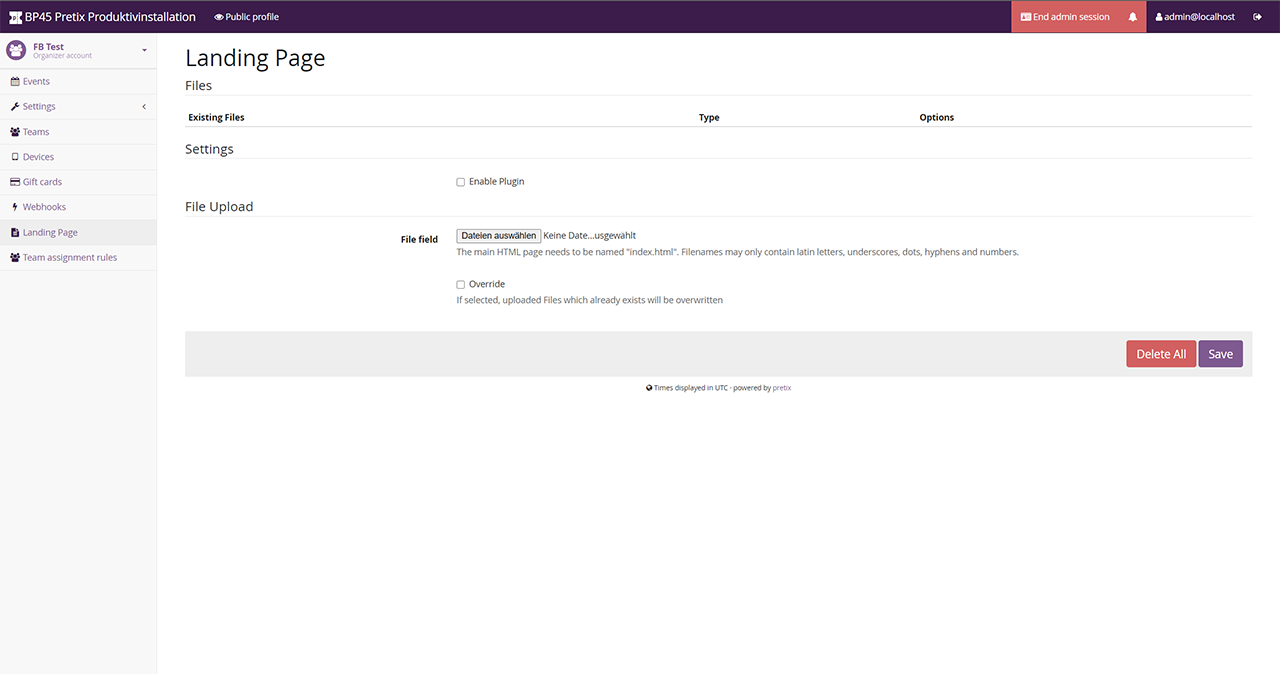 BP45 Pretix Produktivinstallation Public profile End admin session admin@localhost
FB Test
Organizer account
Events
Settings
Teams
Devices
Gift cards
Webhooks
Landing Page
Team assignment rules
Landing Page
Files
Existing Files Type Options
Settings
Enable Plugin
File Upload
File field Dateien auswählen Keine Date...usgewählt
The main HTML page needs to be named "index.html". Filenames may only contain latin letters, underscores, dots, hyphens and numbers.
Override
If selected, uploaded Files which already exists will be overwritten
Delete All Save
Times displayed in UTC · powered by pretix